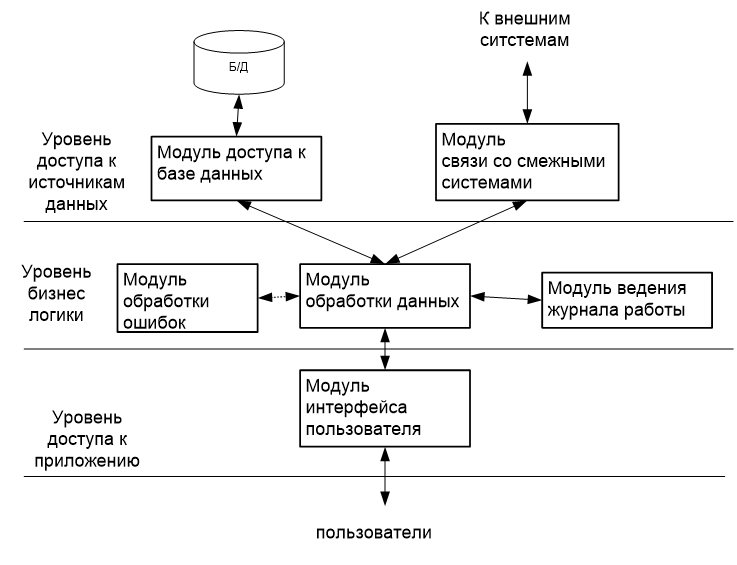 К внешним
ситстемам
Б/Д
Уровень
доступа к
источникам
данных
Модуль доступа к
базе данных
Модуль
связи со смежными
системами
Уровень
бизнес
логики
Модуль
обработки
ошибок
Модуль
обработки данных
Модуль ведения
журнала работы
Уровень
доступа к
приложению
Модуль
интерфейса
пользователя
пользователи